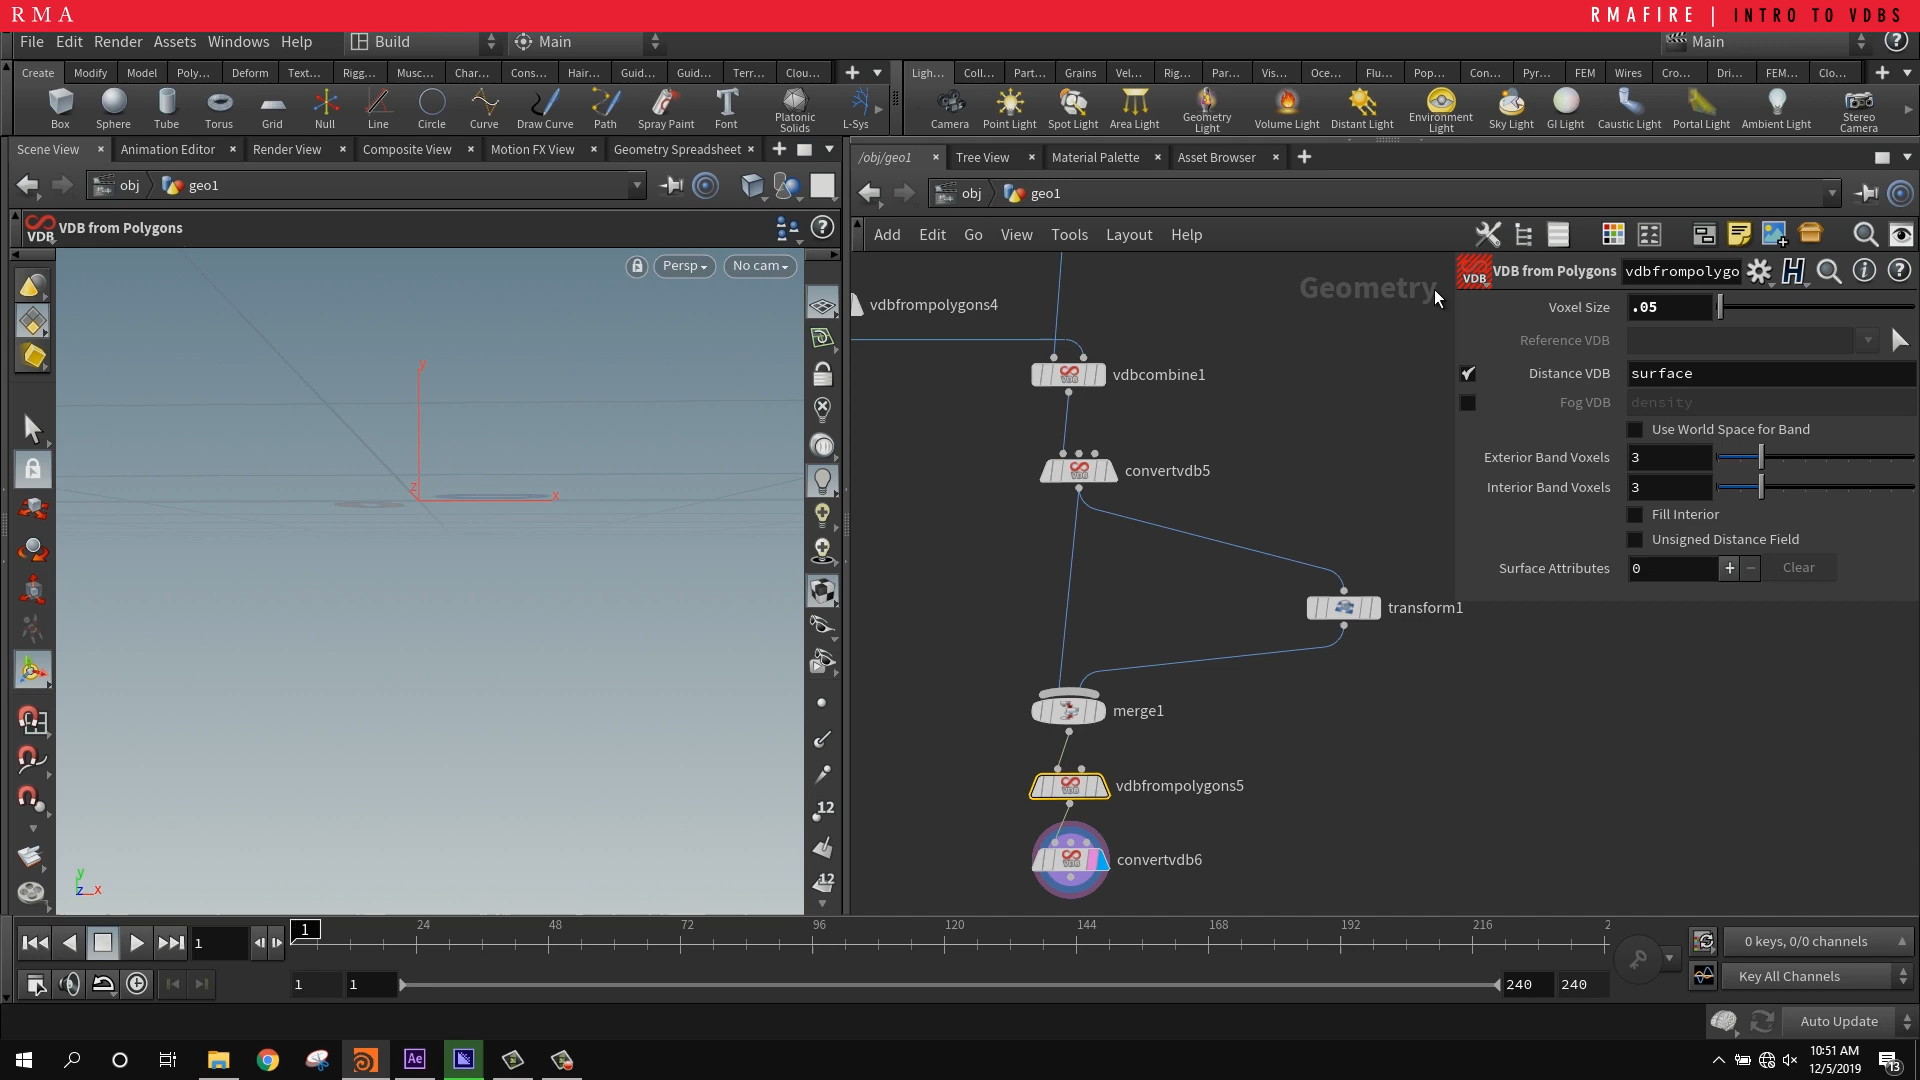 RMA
RMAFIRE | INTRO TO VDBS
File Edit Render Assets Windows Help Build Main Main
Create Modify Model Poly... Deform Text... Rigg... Musc... Char... Cons... Hair... Guid... Guid... Terr... Clou...
Ligh... Coll... Part... Grains Vel... Rig... Par... Vis... Oce... Flu... Pop... Con... Pyr... FEM Wires Cro... Dri... FEM... Clo...
Box Sphere Tube Torus Grid Null Line Circle Curve Draw Curve Path Spray Paint Font Platonic Solids L-Sys
Camera Point Light Spot Light Area Light Geometry Light Volume Light Distant Light Environment Light Sky Light GI Light Caustic Light Portal Light Ambient Light Stereo Camera
Scene View Animation Editor Render View Composite View Motion FX View Geometry Spreadsheet
/obj/geo1 Tree View Material Palette Asset Browser
obj geo1
obj geo1
VDB VDB from Polygons
Add Edit Go View Tools Layout Help
Persp No cam
y
z
x
y
z x
12
12
Geometry
vdbfrompolygons4
vdbcombine1
convertvdb5
transform1
merge1
vdbfrompolygons5
convertvdb6
VDB VDB from Polygons vdbfrompolygo
Voxel Size .05
Reference VDB
Distance VDB surface
Fog VDB density
Use World Space for Band
Exterior Band Voxels 3
Interior Band Voxels 3
Fill Interior
Unsigned Distance Field
Surface Attributes 0 + − Clear
1 1 24 48 72 96 120 144 168 192 216 2
0 keys, 0/0 channels
1 1 240 240
Key All Channels
Auto Update
Ae
10:51 AM
12/5/2019
13